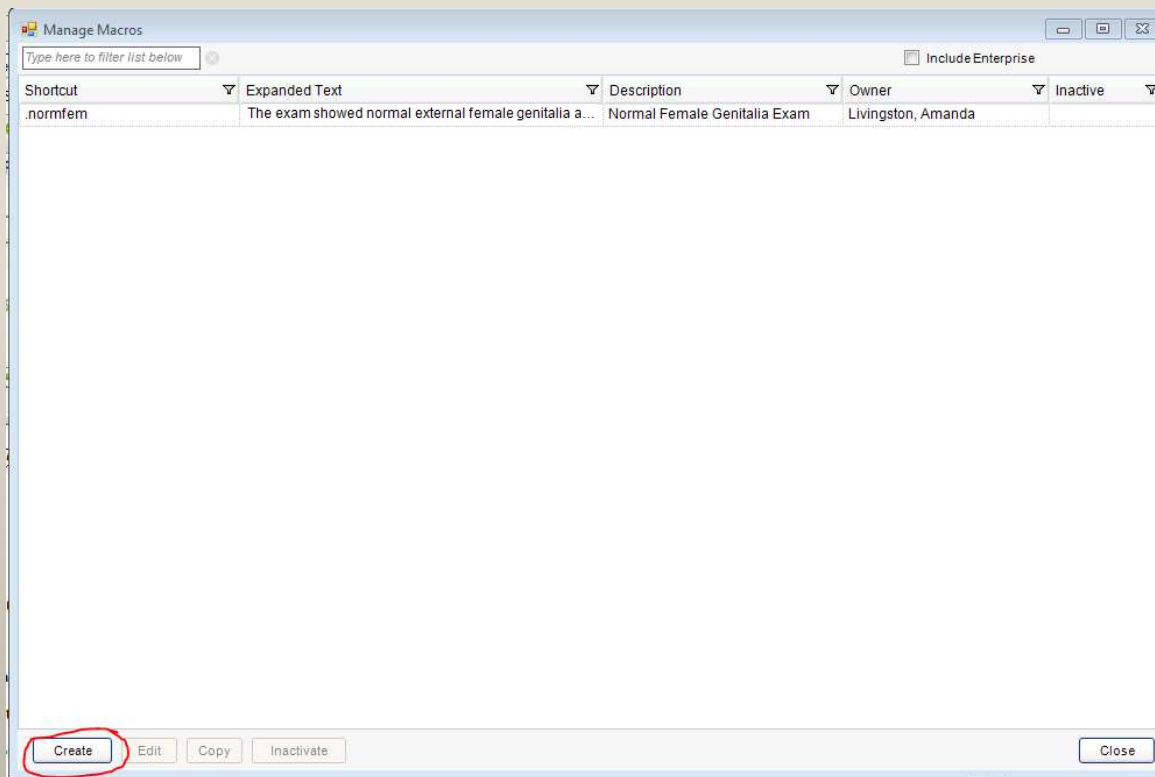 Manage Macros
Type here to filter list below
Include Enterprise
Shortcut Expanded Text Description Owner Inactive
.normfem The exam showed normal external female genitalia a... Normal Female Genitalia Exam Livingston, Amanda
Create Edit Copy Inactivate Close